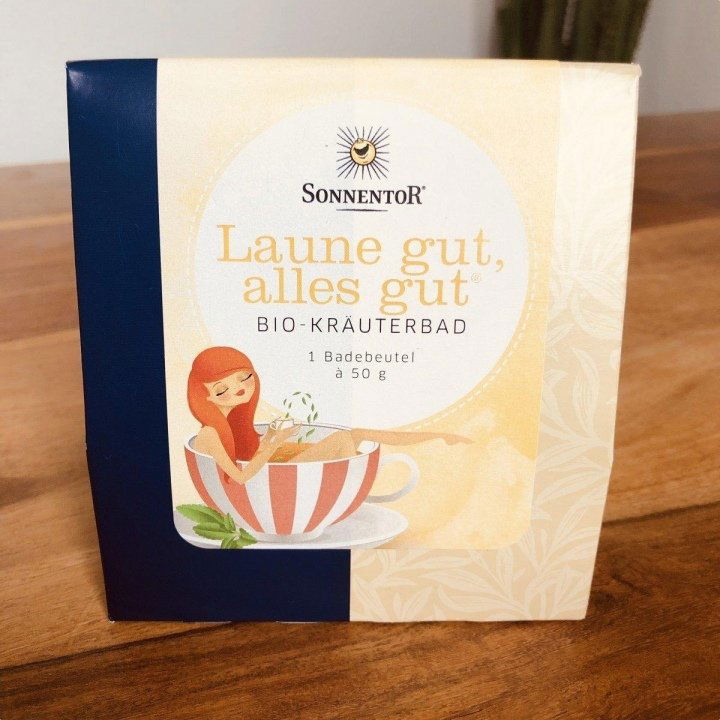 SONNENTOR®
Laune gut,
alles gut®
BIO-KRÄUTERBAD
1 Badebeutel
à 50 g